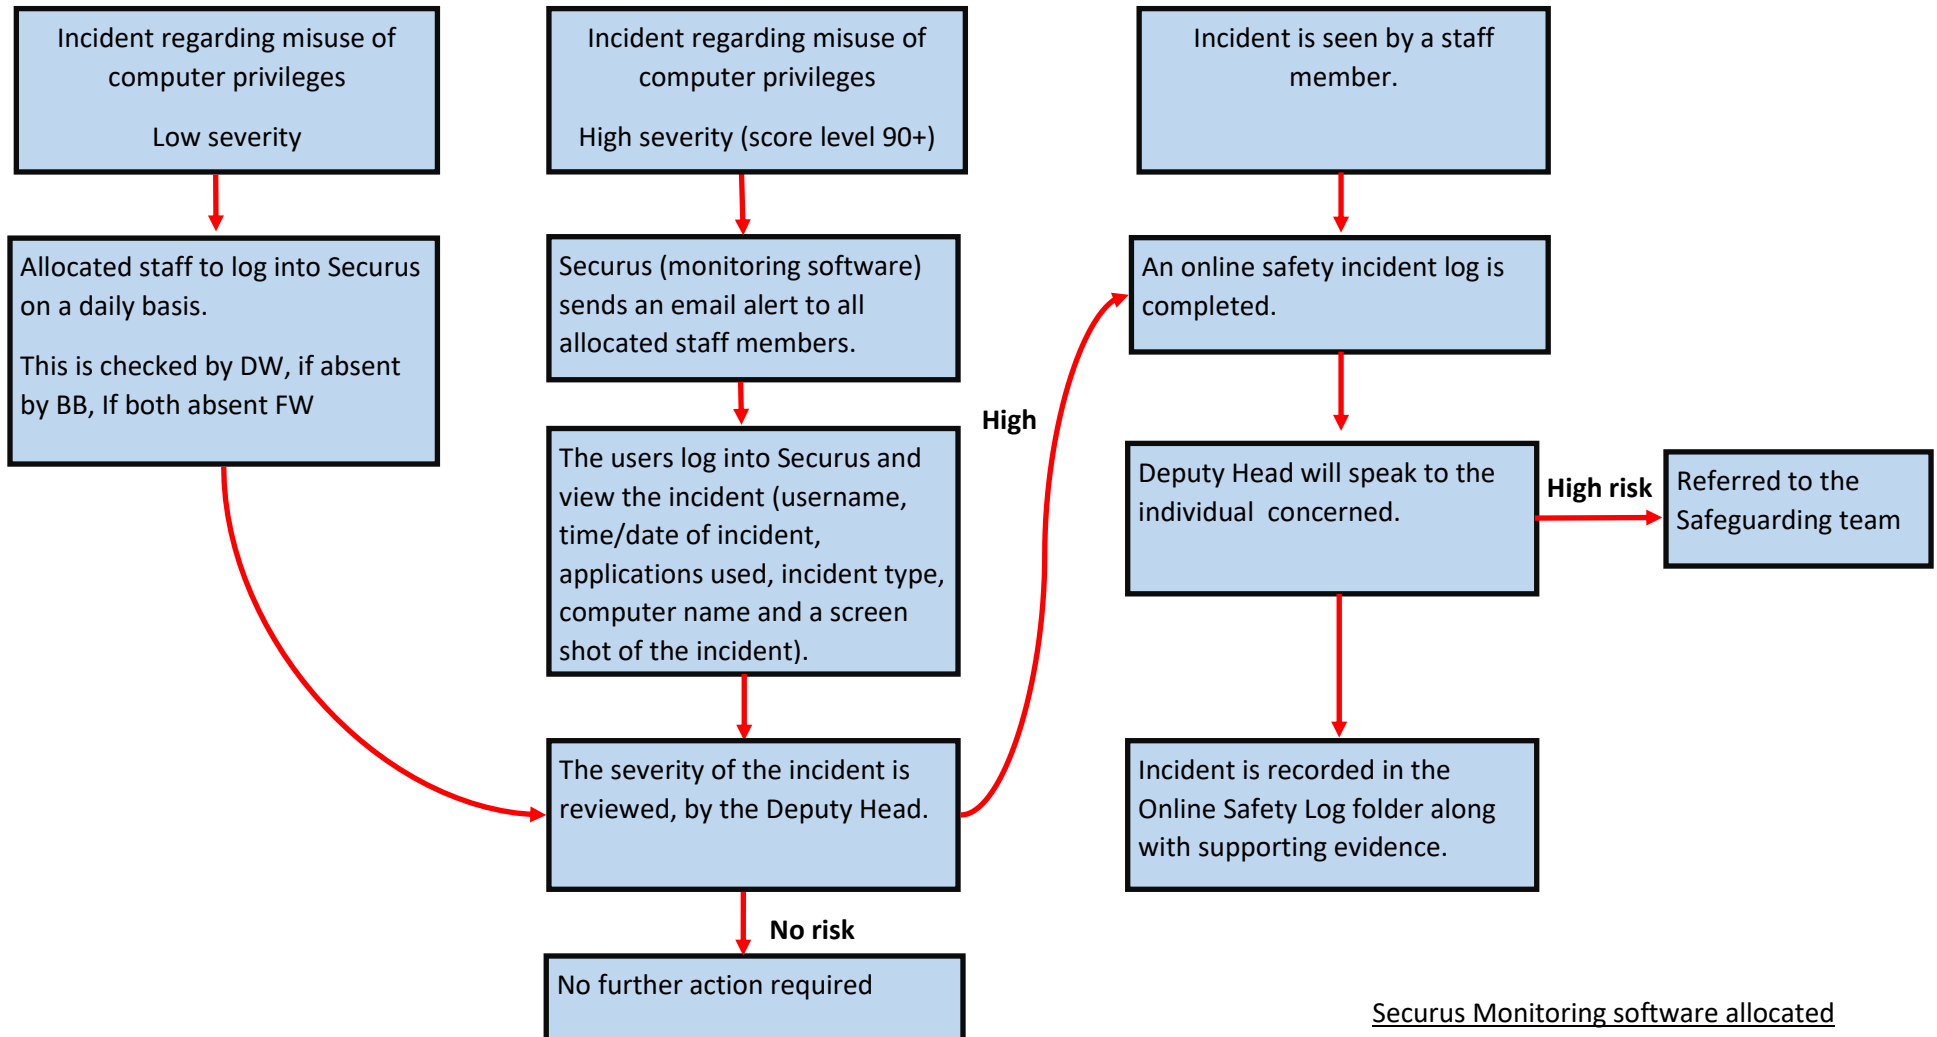 Incident regarding misuse of
computer privileges
Low severity
Incident regarding misuse of
computer privileges
High severity (score level 90+)
Incident is seen by a staff
member.
Allocated staff to log into Securus
on a daily basis.
This is checked by DW, if absent
by BB, If both absent FW
Securus (monitoring software)
sends an email alert to all
allocated staff members.
An online safety incident log is
completed.
High
The users log into Securus and
view the incident (username,
time/date of incident,
applications used, incident type,
computer name and a screen
shot of the incident).
Deputy Head will speak to the
individual  concerned.
High risk
Referred to the
Safeguarding team
The severity of the incident is
reviewed, by the Deputy Head.
Incident is recorded in the
Online Safety Log folder along
with supporting evidence.
No risk
No further action required
Securus Monitoring software allocated